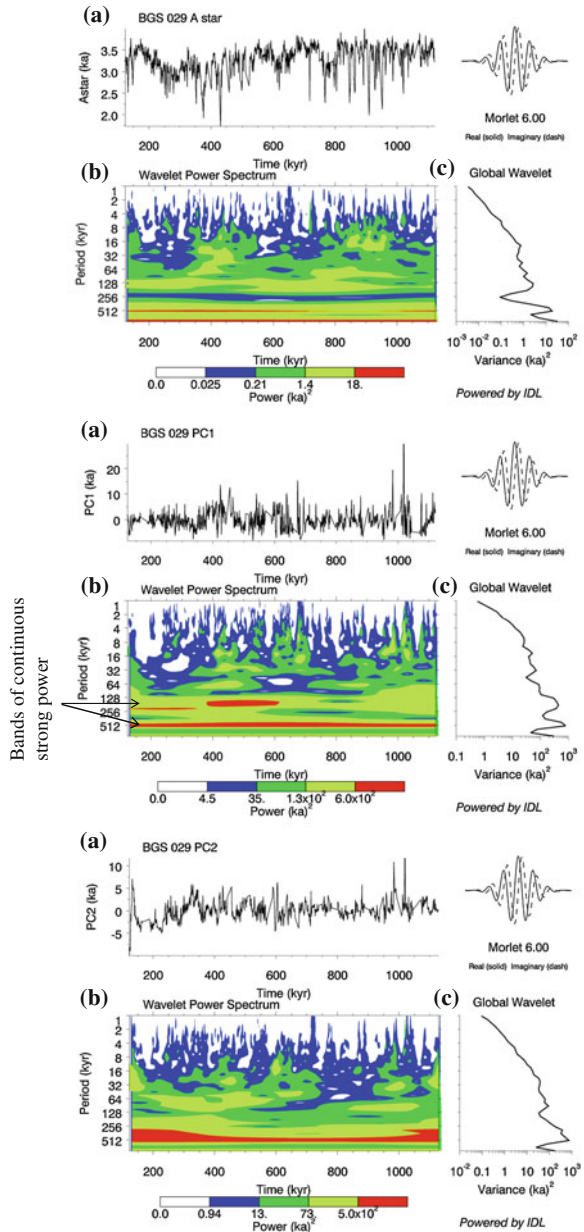 (a) BGS 029 A star
Astar (ka)
3.5
3.0
2.5
2.0
200 400 600 800 1000
Time (kyr)
Morlet 6.00
Real (solid) Imaginary (dash)
(b) Wavelet Power Spectrum
Period (kyr)
1
2
4
8
16
32
64
128
256
512
200 400 600 800 1000
Time (kyr)
0.0 0.025 0.21 1.4 18.
Power (ka)²
(c) Global Wavelet
10⁻³ 0.1 10 10³
Variance (ka)²
Powered by IDL
(a) BGS 029 PC1
PC1 (ka)
20
10
0
200 400 600 800 1000
Time (kyr)
Morlet 6.00
Real (solid) Imaginary (dash)
Bands of continuous
strong power
(b) Wavelet Power Spectrum
Period (kyr)
1
2
4
8
16
32
64
128
256
512
200 400 600 800 1000
Time (kyr)
0.0 4.5 35. 1.3x10² 6.0x10²
Power (ka)²
(c) Global Wavelet
0.1 1 10 10² 10³
Variance (ka)²
Powered by IDL
(a) BGS 029 PC2
PC2 (ka)
10
5
0
-5
200 400 600 800 1000
Time (kyr)
Morlet 6.00
Real (solid) Imaginary (dash)
(b) Wavelet Power Spectrum
Period (kyr)
1
2
4
8
16
32
64
128
256
512
200 400 600 800 1000
Time (kyr)
0.0 0.94 13. 73. 5.0x10²
Power (ka)²
(c) Global Wavelet
10⁻² 0.1 1 10 10² 10³
Variance (ka)²
Powered by IDL